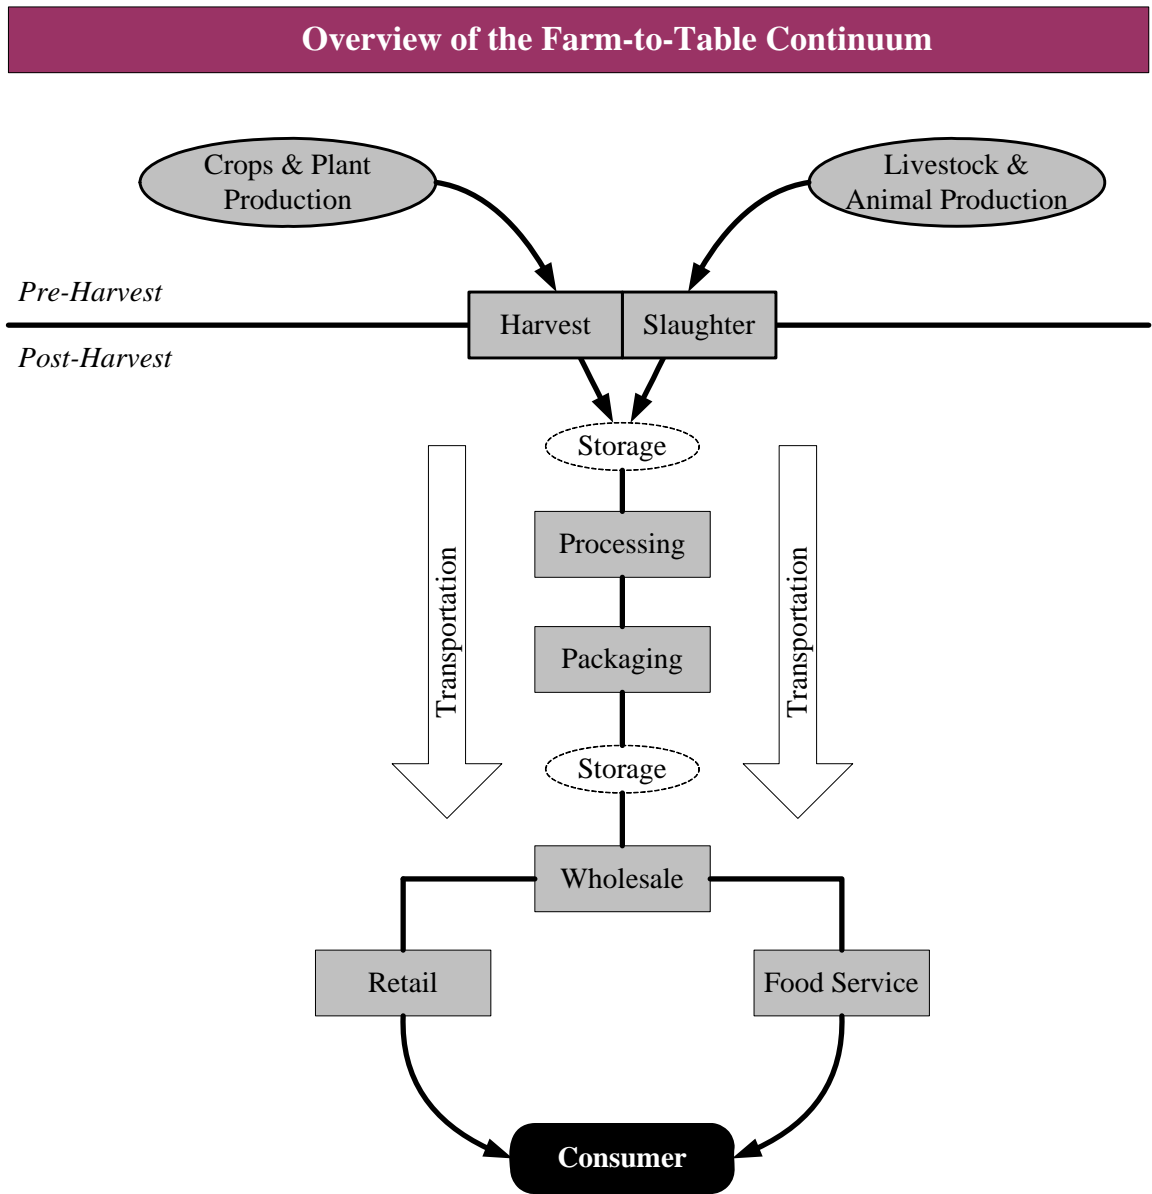 Overview of the Farm-to-Table Continuum
Crops & Plant
Production
Livestock &
Animal Production
Pre-Harvest
Harvest
Slaughter
Post-Harvest
Storage
Processing
Transportation
Transportation
Packaging
Storage
Wholesale
Retail
Food Service
Consumer